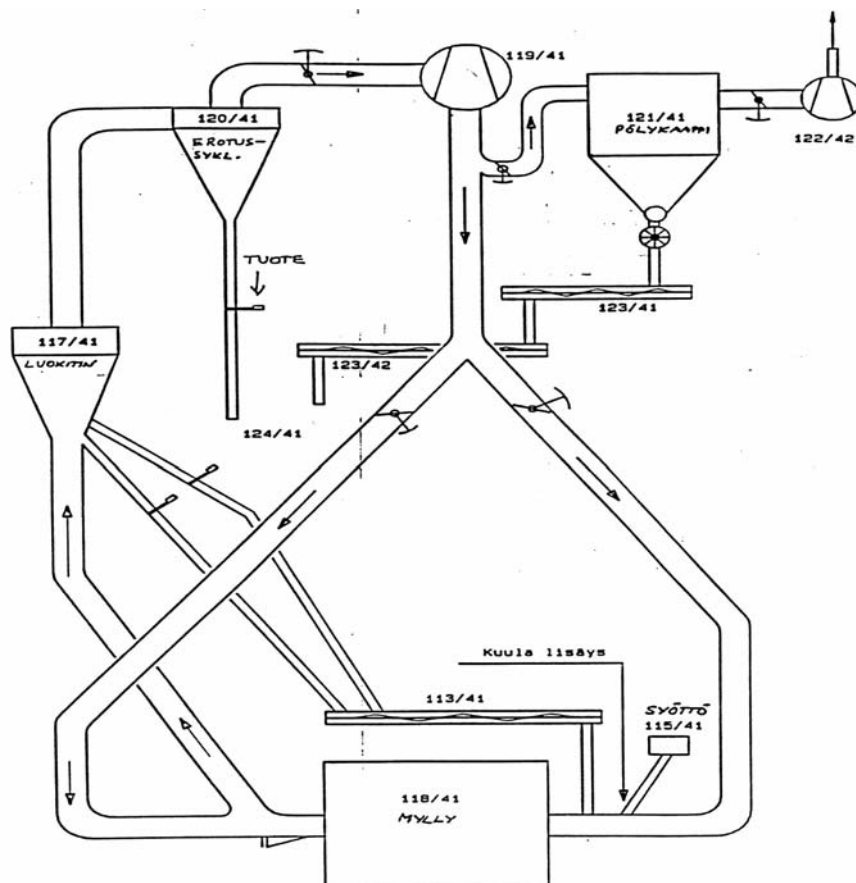 119/41
120/41
EROTUS-
SYKL.
121/41
PÖLYKAAPPI
122/42
TUOTE
123/41
117/41
LUOKITIN
123/42
124/41
Kuula lisäys
113/41
SYÖTTÖ
115/41
118/41
MYLLY